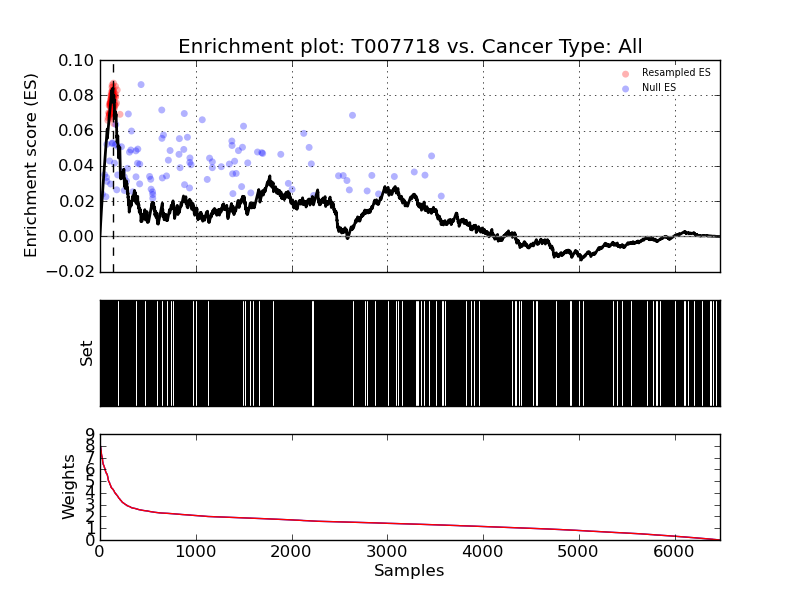 Enrichment plot: T007718 vs. Cancer Type: All
Enrichment score (ES)
0.10
0.08
0.06
0.04
0.02
0.00
−0.02
Resampled ES
Null ES
Set
Weights
9
8
7
6
5
4
3
2
1
0
0 1000 2000 3000 4000 5000 6000
Samples